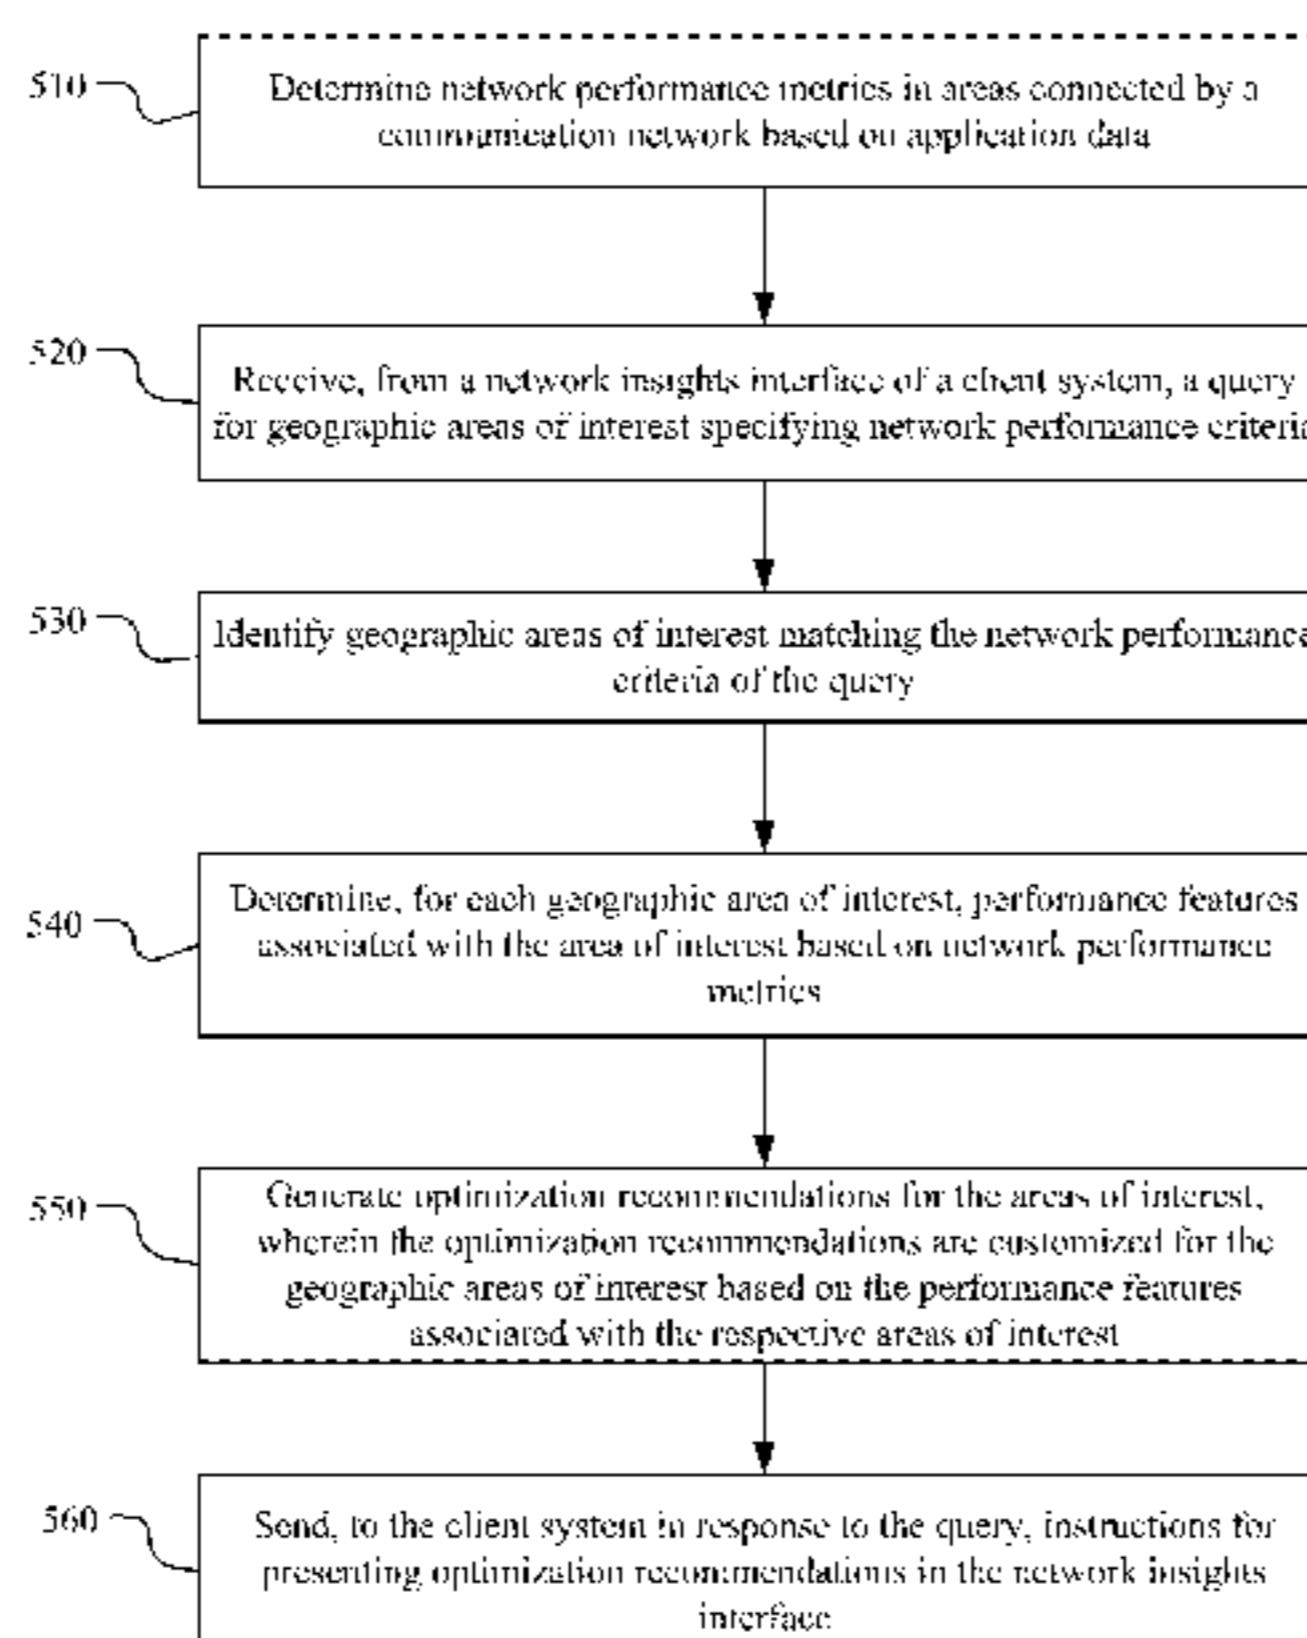 510
Determine network performance metrics in areas connected by a
communication network based on application data
520
Receive, from a network insights interface of a client system, a query
for geographic areas of interest specifying network performance criteria
530
Identify geographic areas of interest matching the network performance
criteria of the query
540
Determine, for each geographic area of interest, performance features
associated with the area of interest based on network performance
metrics
550
Generate optimization recommendations for the areas of interest,
wherein the optimization recommendations are customized for the
geographic areas of interest based on the performance features
associated with the respective areas of interest
560
Send, to the client system in response to the query, instructions for
presenting optimization recommendations in the network insights
interface